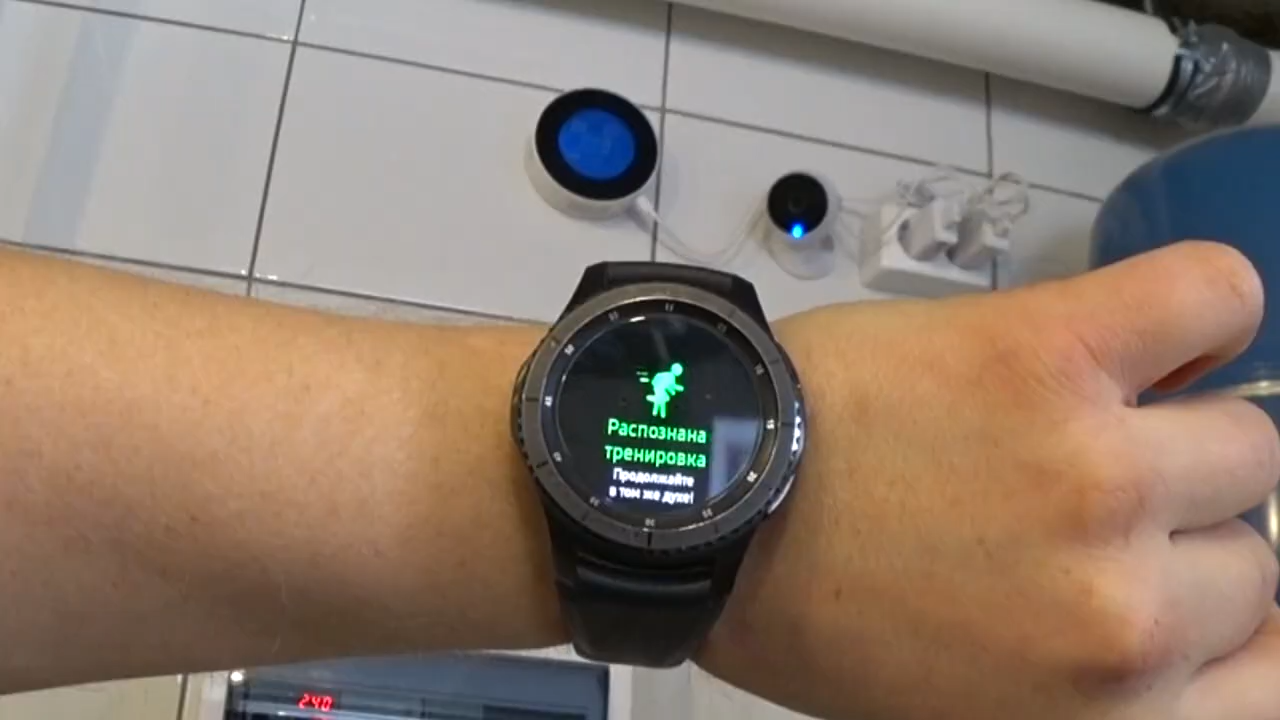 Распознана
тренировка
Продолжайте
в том же духе!
240